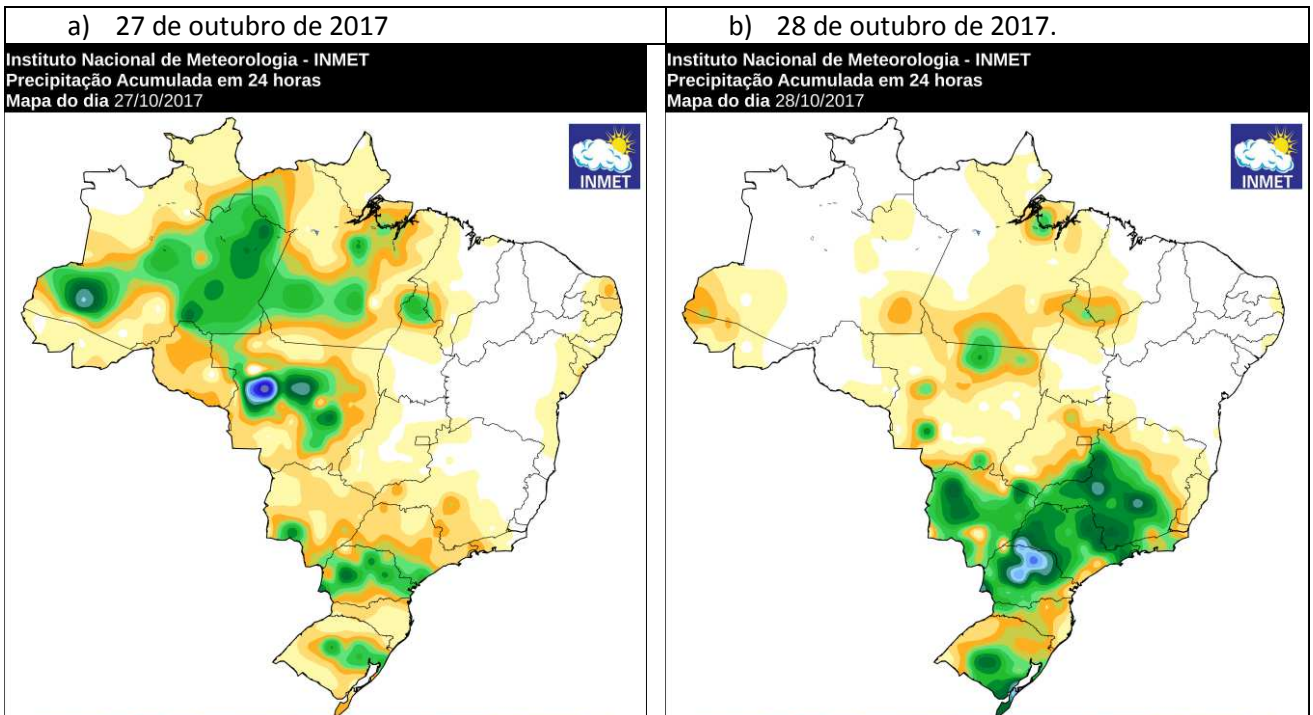 a) 27 de outubro de 2017
b) 28 de outubro de 2017.
Instituto Nacional de Meteorologia - INMET
Precipitação Acumulada em 24 horas
Mapa do dia 27/10/2017
INMET
Instituto Nacional de Meteorologia - INMET
Precipitação Acumulada em 24 horas
Mapa do dia 28/10/2017
INMET